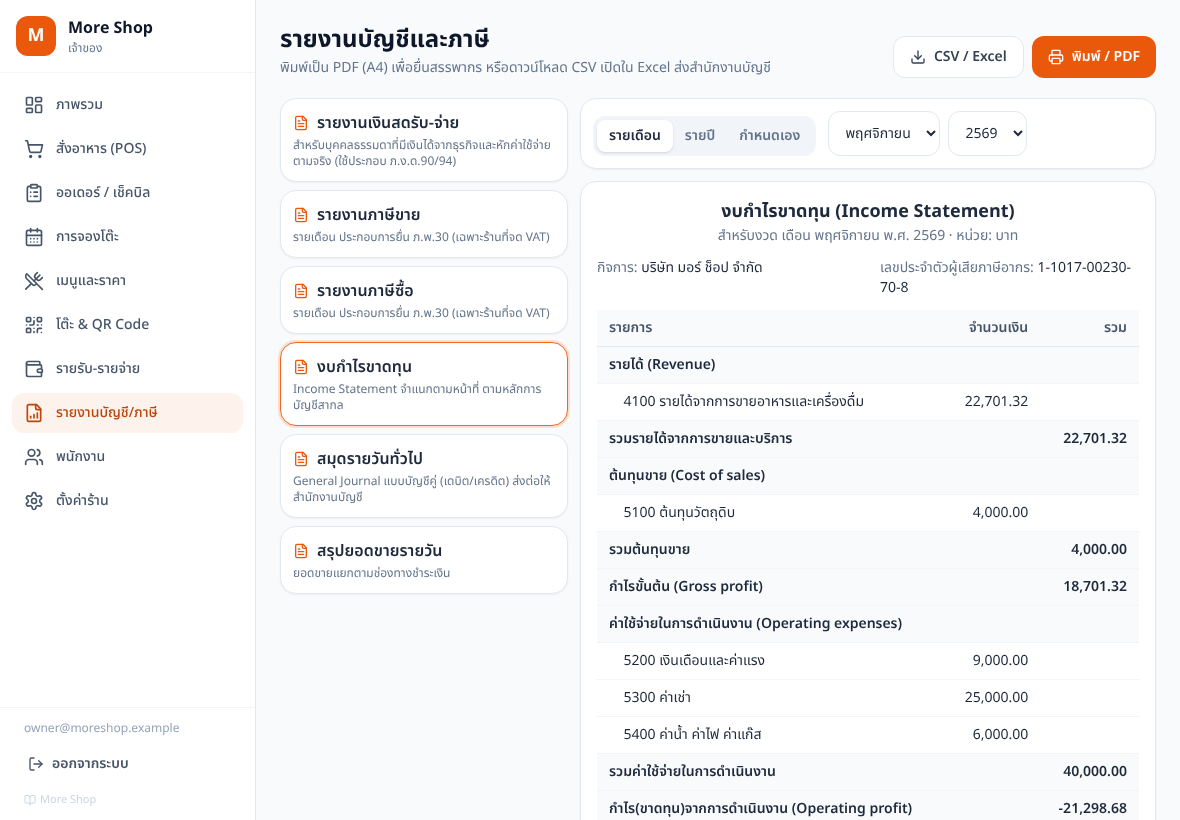 M
More Shop
เจ้าของ
ภาพรวม
สั่งอาหาร (POS)
ออเดอร์ / เช็คบิล
การจองโต๊ะ
เมนูและราคา
โต๊ะ & QR Code
รายรับ-รายจ่าย
รายงานบัญชี/ภาษี
พนักงาน
ตั้งค่าร้าน
owner@moreshop.example
ออกจากระบบ
More Shop
รายงานบัญชีและภาษี
พิมพ์เป็น PDF (A4) เพื่อยื่นสรรพากร หรือดาวน์โหลด CSV เปิดใน Excel ส่งสำนักงานบัญชี
CSV / Excel
พิมพ์ / PDF
รายงานเงินสดรับ-จ่าย
สำหรับบุคคลธรรมดาที่มีเงินได้จากธุรกิจและหักค่าใช้จ่าย
ตามจริง (ใช้ประกอบ ภ.ง.ด.90/94)
รายงานภาษีขาย
รายเดือน ประกอบการยื่น ภ.พ.30 (เฉพาะร้านที่จด VAT)
รายงานภาษีซื้อ
รายเดือน ประกอบการยื่น ภ.พ.30 (เฉพาะร้านที่จด VAT)
งบกำไรขาดทุน
Income Statement จำแนกตามหน้าที่ ตามหลักการ
บัญชีสากล
สมุดรายวันทั่วไป
General Journal แบบบัญชีคู่ (เดบิต/เครดิต) ส่งต่อให้
สำนักงานบัญชี
สรุปยอดขายรายวัน
ยอดขายแยกตามช่องทางชำระเงิน
รายเดือน รายปี กำหนดเอง พฤศจิกายน 2569
งบกำไรขาดทุน (Income Statement)
สำหรับงวด เดือน พฤศจิกายน พ.ศ. 2569 · หน่วย: บาท
กิจการ: บริษัท มอร์ ช็อป จำกัด
เลขประจำตัวผู้เสียภาษีอากร: 1-1017-00230-
70-8
รายการ จำนวนเงิน รวม
รายได้ (Revenue)
4100 รายได้จากการขายอาหารและเครื่องดื่ม 22,701.32
รวมรายได้จากการขายและบริการ 22,701.32
ต้นทุนขาย (Cost of sales)
5100 ต้นทุนวัตถุดิบ 4,000.00
รวมต้นทุนขาย 4,000.00
กำไรขั้นต้น (Gross profit) 18,701.32
ค่าใช้จ่ายในการดำเนินงาน (Operating expenses)
5200 เงินเดือนและค่าแรง 9,000.00
5300 ค่าเช่า 25,000.00
5400 ค่าน้ำ ค่าไฟ ค่าแก๊ส 6,000.00
รวมค่าใช้จ่ายในการดำเนินงาน 40,000.00
กำไร(ขาดทุน)จากการดำเนินงาน (Operating profit) -21,298.68